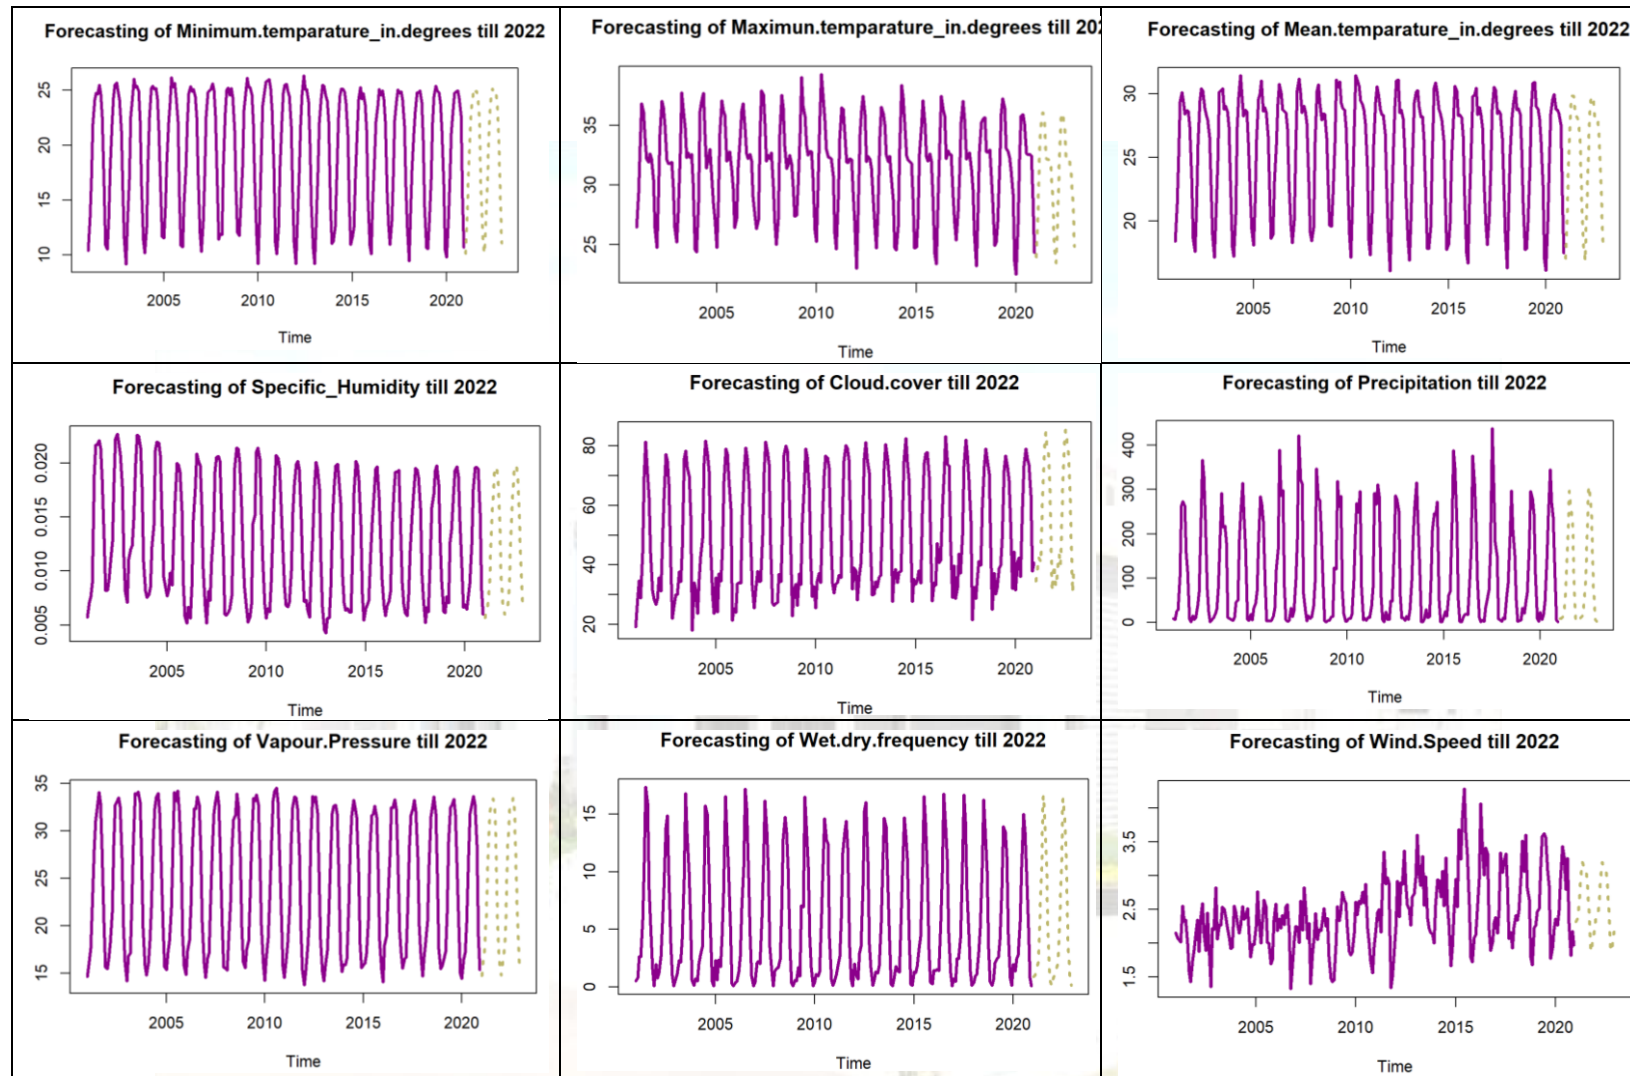 Forecasting of Minimum.temparature_in.degrees till 2022
25
20
15
10
2005 2010 2015 2020
Time
Forecasting of Maximun.temparature_in.degrees till 202
35
30
25
2005 2010 2015 2020
Time
Forecasting of Mean.temparature_in.degrees till 2022
30
25
20
2005 2010 2015 2020
Time
Forecasting of Specific_Humidity till 2022
0.020
0.015
0.010
0.005
2005 2010 2015 2020
Time
Forecasting of Cloud.cover till 2022
80
60
40
20
2005 2010 2015 2020
Time
Forecasting of Precipitation till 2022
400
300
200
100
0
2005 2010 2015 2020
Time
Forecasting of Vapour.Pressure till 2022
35
30
25
20
15
2005 2010 2015 2020
Time
Forecasting of Wet.dry.frequency till 2022
15
10
5
0
2005 2010 2015 2020
Time
Forecasting of Wind.Speed till 2022
3.5
2.5
1.5
2005 2010 2015 2020
Time